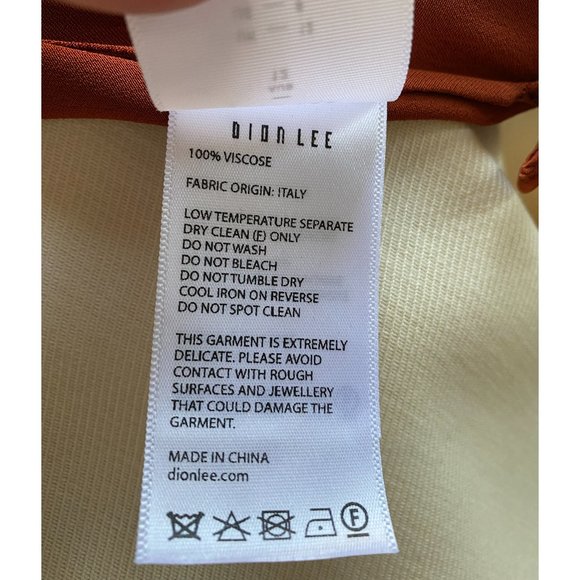 DION LEE
100% VISCOSE
FABRIC ORIGIN: ITALY
LOW TEMPERATURE SEPARATE
DRY CLEAN (F) ONLY
DO NOT WASH
DO NOT BLEACH
DO NOT TUMBLE DRY
COOL IRON ON REVERSE
DO NOT SPOT CLEAN
THIS GARMENT IS EXTREMELY
DELICATE. PLEASE AVOID
CONTACT WITH ROUGH
SURFACES AND JEWELLERY
THAT COULD DAMAGE THE
GARMENT.
MADE IN CHINA
dionlee.com
F